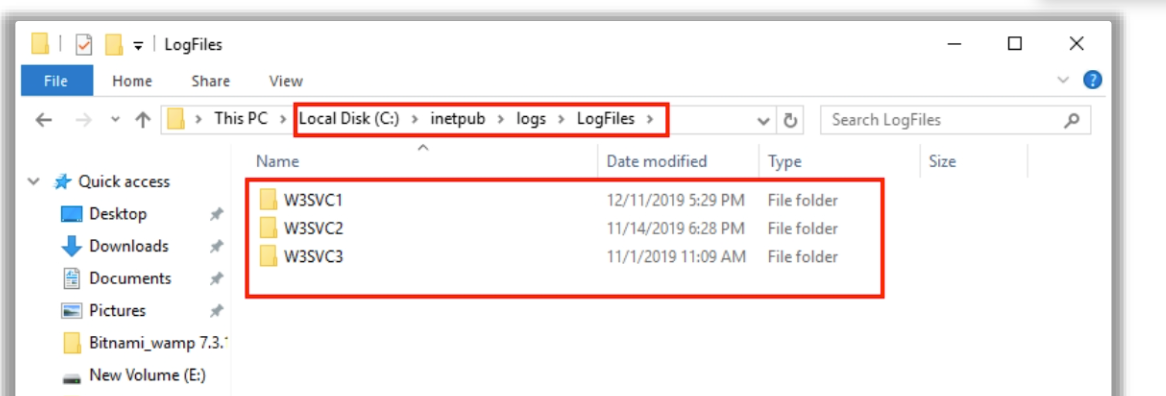 LogFiles
File Home Share View
This PC > Local Disk (C:) > inetpub > logs > LogFiles > Search LogFiles
Name Date modified Type Size
Quick access
W3SVC1 12/11/2019 5:29 PM File folder
Desktop
W3SVC2 11/14/2019 6:28 PM File folder
Downloads
W3SVC3 11/1/2019 11:09 AM File folder
Documents
Pictures
Bitnami_wamp 7.3.
New Volume (E:)